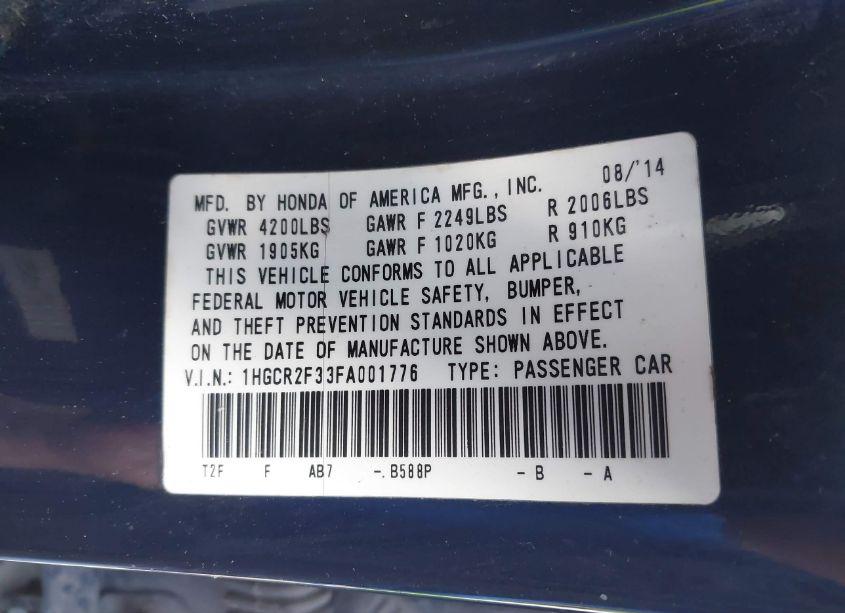 08/'14
MFD. BY HONDA OF AMERICA MFG., INC.
GVWR 4200LBS GAWR F 2249LBS R 2006LBS
GVWR 1905KG GAWR F 1020KG R 910KG
THIS VEHICLE CONFORMS TO ALL APPLICABLE
FEDERAL MOTOR VEHICLE SAFETY, BUMPER,
AND THEFT PREVENTION STANDARDS IN EFFECT
ON THE DATE OF MANUFACTURE SHOWN ABOVE.
V.I.N.: 1HGCR2F33FA001776 TYPE: PASSENGER CAR
T2F F AB7 -. B588P - B - A